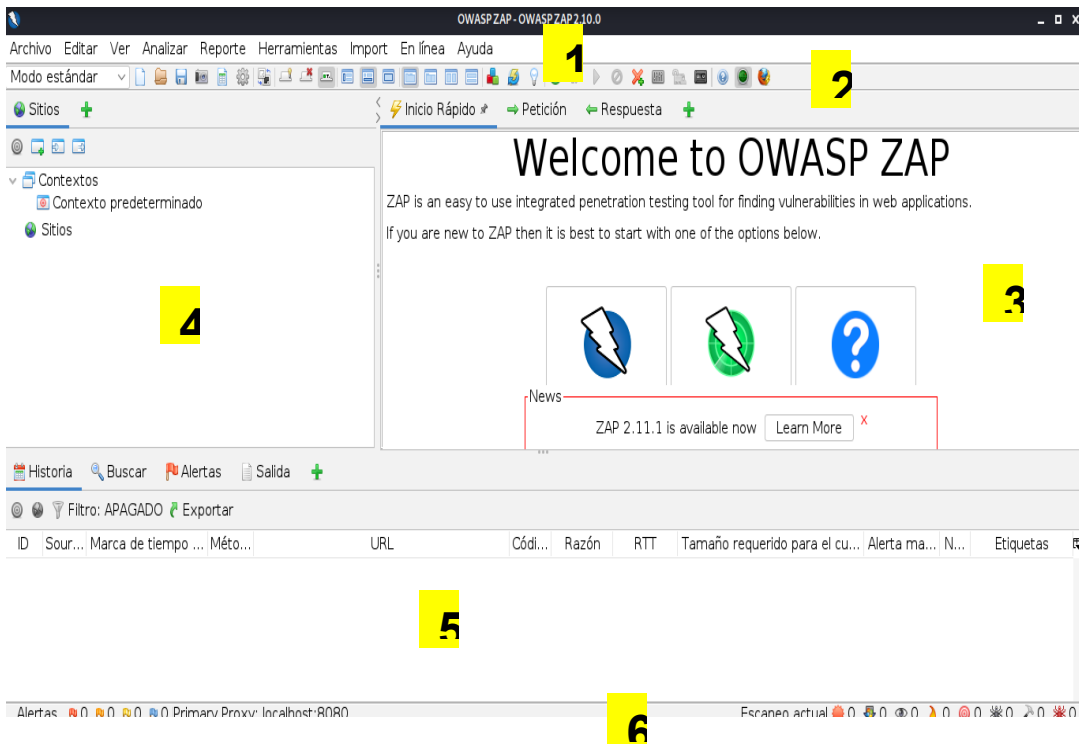 OWASP ZAP - OWASP ZAP 2.10.0
Archivo Editar Ver Analizar Reporte Herramientas Import En línea Ayuda
1
Modo estándar
2
Sitios
Inicio Rápido Petición Respuesta
Contextos
Contexto predeterminado
Sitios
4
Welcome to OWASP ZAP
ZAP is an easy to use integrated penetration testing tool for finding vulnerabilities in web applications.
If you are new to ZAP then it is best to start with one of the options below.
3
?
News
ZAP 2.11.1 is available now Learn More X
Historia Buscar Alertas Salida
Filtro: APAGADO Exportar
ID Sour... Marca de tiempo ... Méto... URL Códi... Razón RTT Tamaño requerido para el cu... Alerta ma... N... Etiquetas
5
Alertas 0 0 0 0 Primary Proxy: localhost:8080 Escaneo actual 0 0 0 0 0 0 0 0
6